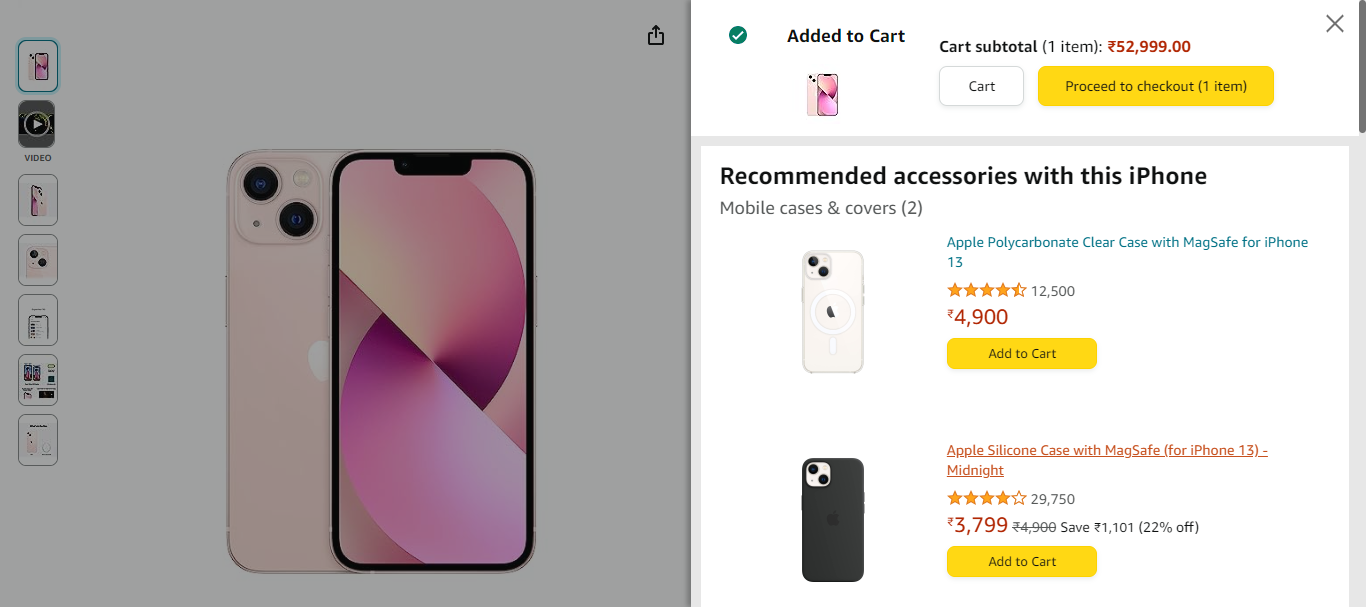 VIDEO
Added to Cart
Cart subtotal (1 item): ₹52,999.00
Cart
Proceed to checkout (1 item)
Recommended accessories with this iPhone
Mobile cases & covers (2)
Apple Polycarbonate Clear Case with MagSafe for iPhone
13
12,500
₹4,900
Add to Cart
Apple Silicone Case with MagSafe (for iPhone 13) -
Midnight
29,750
₹3,799 ₹4,900 Save ₹1,101 (22% off)
Add to Cart